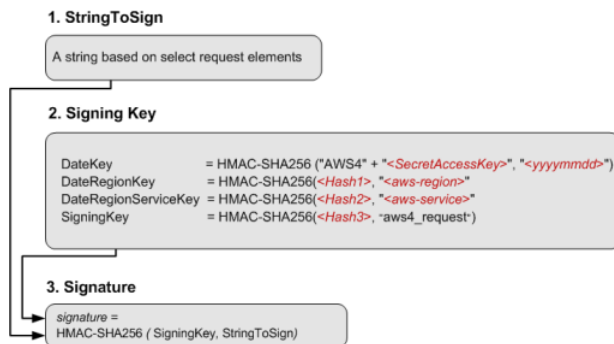 1. StringToSign
A string based on select request elements
2. Signing Key
DateKey = HMAC-SHA256 ("AWS4" + "<SecretAccessKey>", "<yyyymmdd>")
DateRegionKey = HMAC-SHA256(<Hash1>, "<aws-region>"
DateRegionServiceKey = HMAC-SHA256(<Hash2>, "<aws-service>"
SigningKey = HMAC-SHA256(<Hash3>, "aws4_request")
3. Signature
signature =
HMAC-SHA256 ( SigningKey, StringToSign)